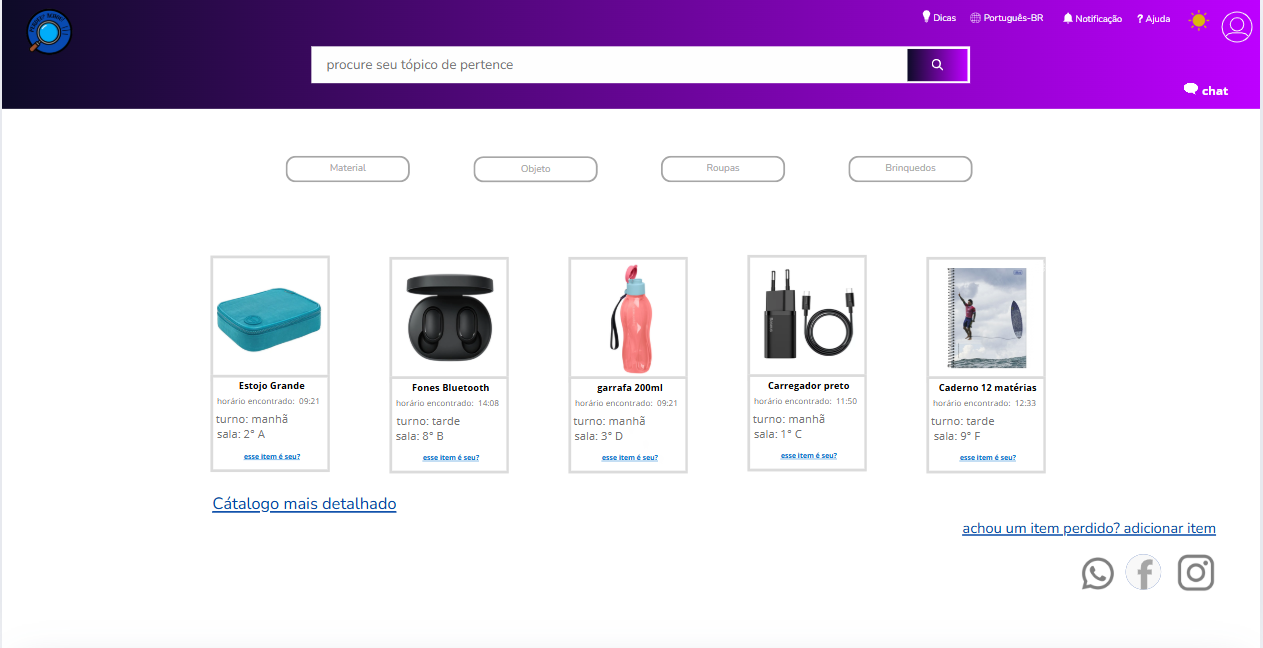 Dicas
Português-BR
Notificação
? Ajuda
procure seu tópico de pertence
chat
Material
Objeto
Roupas
Brinquedos
Estojo Grande
horário encontrado: 09:21
turno: manhã
sala: 2° A
esse item é seu?
Fones Bluetooth
horário encontrado: 14:08
turno: tarde
sala: 8° B
esse item é seu?
garrafa 200ml
horário encontrado: 09:21
turno: manhã
sala: 3° D
esse item é seu?
Carregador preto
horário encontrado: 11:50
turno: manhã
sala: 1° C
esse item é seu?
Caderno 12 matérias
horário encontrado: 12:33
turno: tarde
sala: 9° F
esse item é seu?
Cátalogo mais detalhado
achou um item perdido? adicionar item